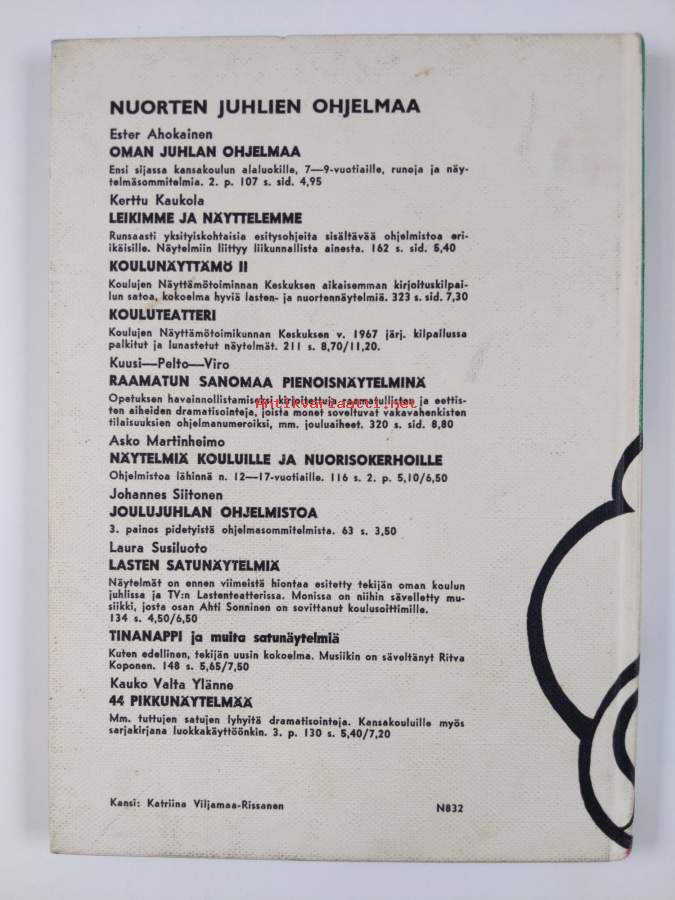 NUORTEN JUHLIEN OHJELMAA
Ester Ahokainen
OMAN JUHLAN OHJELMAA
Ensi sijassa kansakoulun alaluokille, 7—9-vuotiaille, runoja ja näy-
telmäsommitelmia. 2. p. 107 s. sid. 4,95
Kerttu Kaukola
LEIKIMME JA NÄYTTELEMME
Runsaasti yksityiskohtaisia esitysohjeita sisältävää ohjelmistoa eri-
ikäisille. Näytelmiin liittyy liikunnallista ainesta. 162 s. sid. 5,40
KOULUNÄYTTÄMÖ II
Koulujen Näyttämötoiminnan Keskuksen aikaisemman kirjoituskilpai-
lun satoa, kokoelma hyviä lasten- ja nuortennäytelmiä. 323 s. sid. 7,30
KOULUTEATTERI
Koulujen Näyttämötoimikunnan Keskuksen v. 1967 järj. kilpailussa
palkitut ja lunastetut näytelmät. 211 s. 8,70/11,20.
Kuusi—Pelto—Viro
RAAMATUN SANOMAA PIENOISNÄYTELMINÄ
Opetuksen havainnollistamiseksi kirjoitettuja raamatullisten ja eettis-
ten aiheiden dramatisointeja, joista monet soveltuvat vakavahenkisten
tilaisuuksien ohjelmanumeroiksi, mm. jouluaiheet. 320 s. sid. 8,80
Antikvariaatti.net
Asko Martinheimo
NÄYTELMIÄ KOULUILLE JA NUORISOKERHOILLE
Ohjelmistoa lähinnä n. 12—17-vuotiaille. 116 s. 2. p. 5,10/6,50
Johannes Siitonen
JOULUJUHLAN OHJELMISTOA
3. painos pidetyistä ohjelmasommitelmista. 63 s. 3,50
Laura Susiluoto
LASTEN SATUNÄYTELMIÄ
Näytelmät on ennen viimeistä hiontaa esitetty tekijän oman koulun
juhlissa ja TV:n Lastenteatterissa. Monissa on niihin sävelletty mu-
siikki, josta osan Ahti Sonninen on sovittanut koulusoittimille.
134 s. 4,50/6,50
TINANAPPI ja muita satunäytelmiä
Kuten edellinen, tekijän uusin kokoelma. Musiikin on säveltänyt Ritva
Koponen. 148 s. 5,65/7,50
Kauko Valta Ylänne
44 PIKKUNÄYTELMÄÄ
Mm. tuttujen satujen lyhyitä dramatisointeja. Kansakouluille myös
sarjakirjana luokkakäyttöönkin. 3. p. 130 s. 5,40/7,20
Kansi: Katriina Viljamaa-Rissanen N832